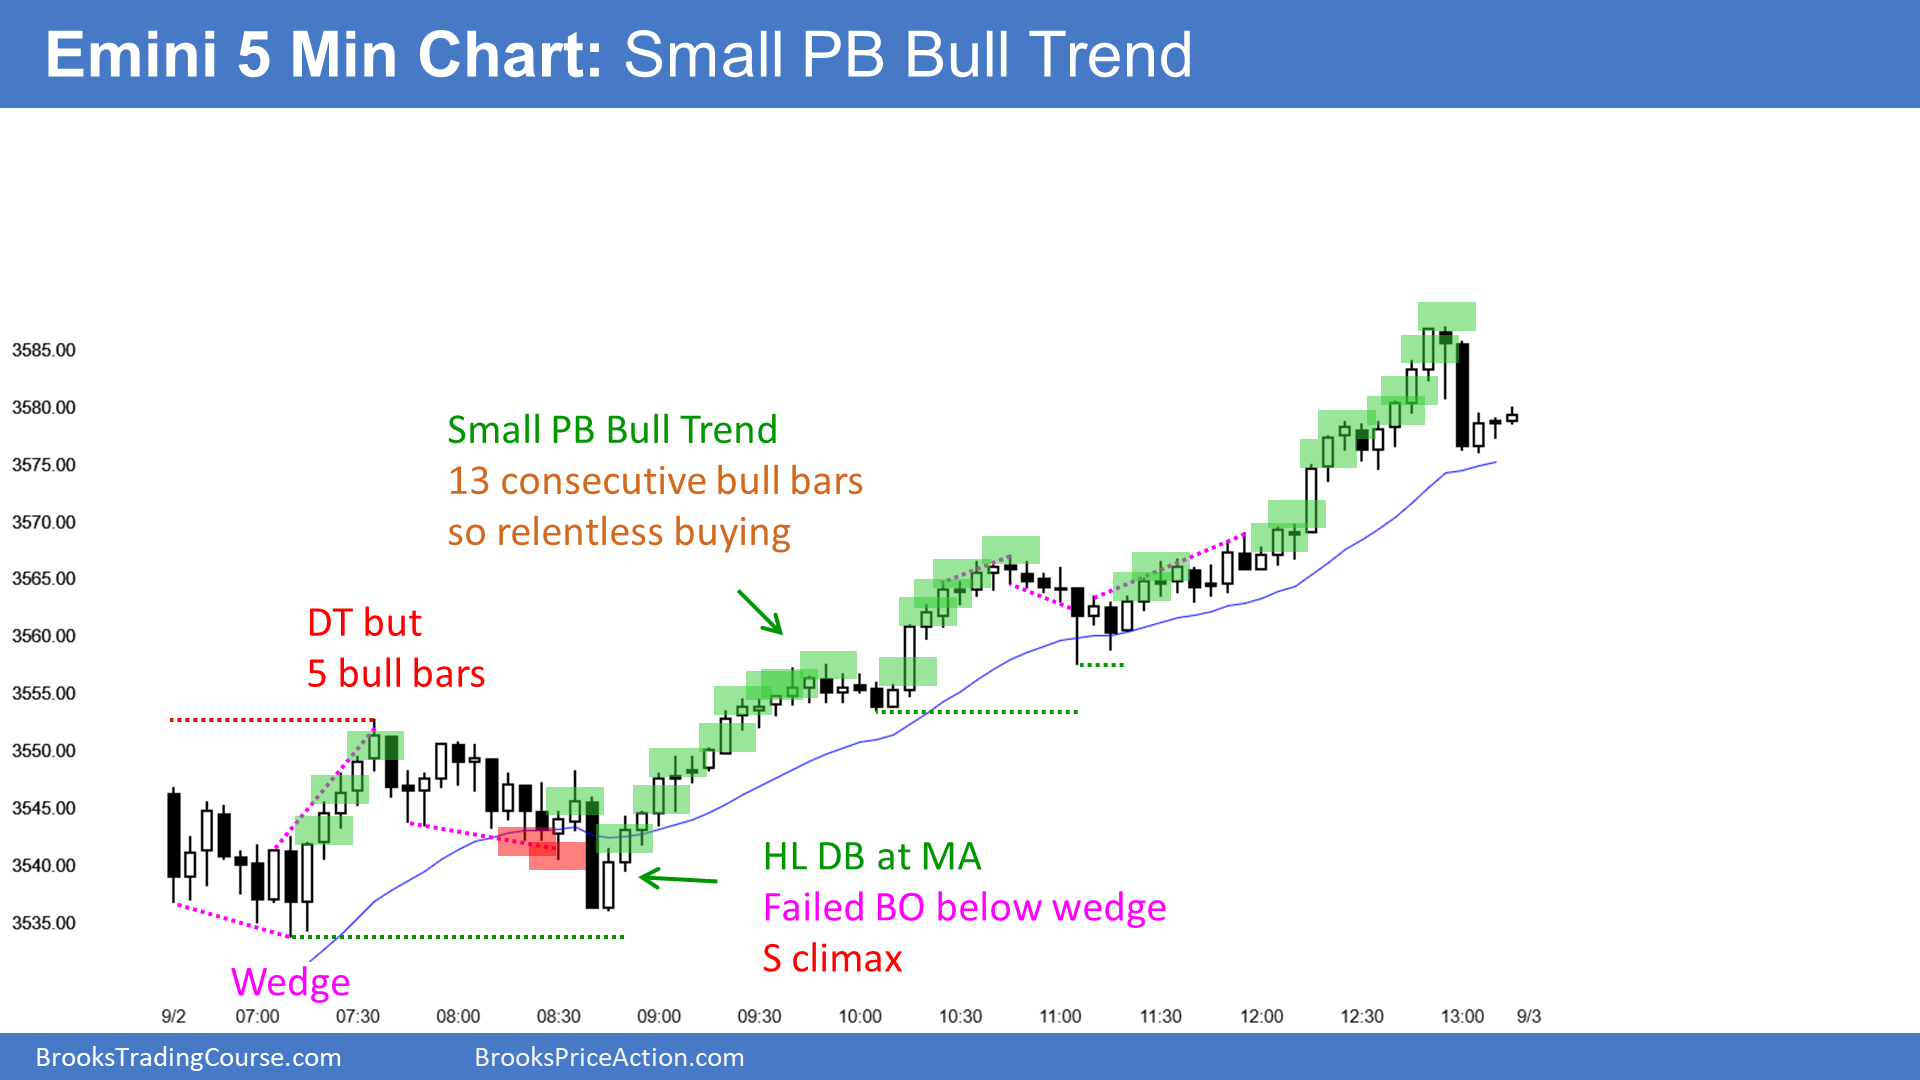 Emini 5 Min Chart: Small PB Bull Trend
3585.00
3580.00
3575.00
3570.00
3565.00
3560.00
3555.00
3550.00
3545.00
3540.00
3535.00
Small PB Bull Trend
13 consecutive bull bars
so relentless buying
DT but
5 bull bars
HL DB at MA
Failed BO below wedge
S climax
Wedge
9/2 07:00 07:30 08:00 08:30 09:00 09:30 10:00 10:30 11:00 11:30 12:00 12:30 13:00 9/3
BrooksTradingCourse.com BrooksPriceAction.com